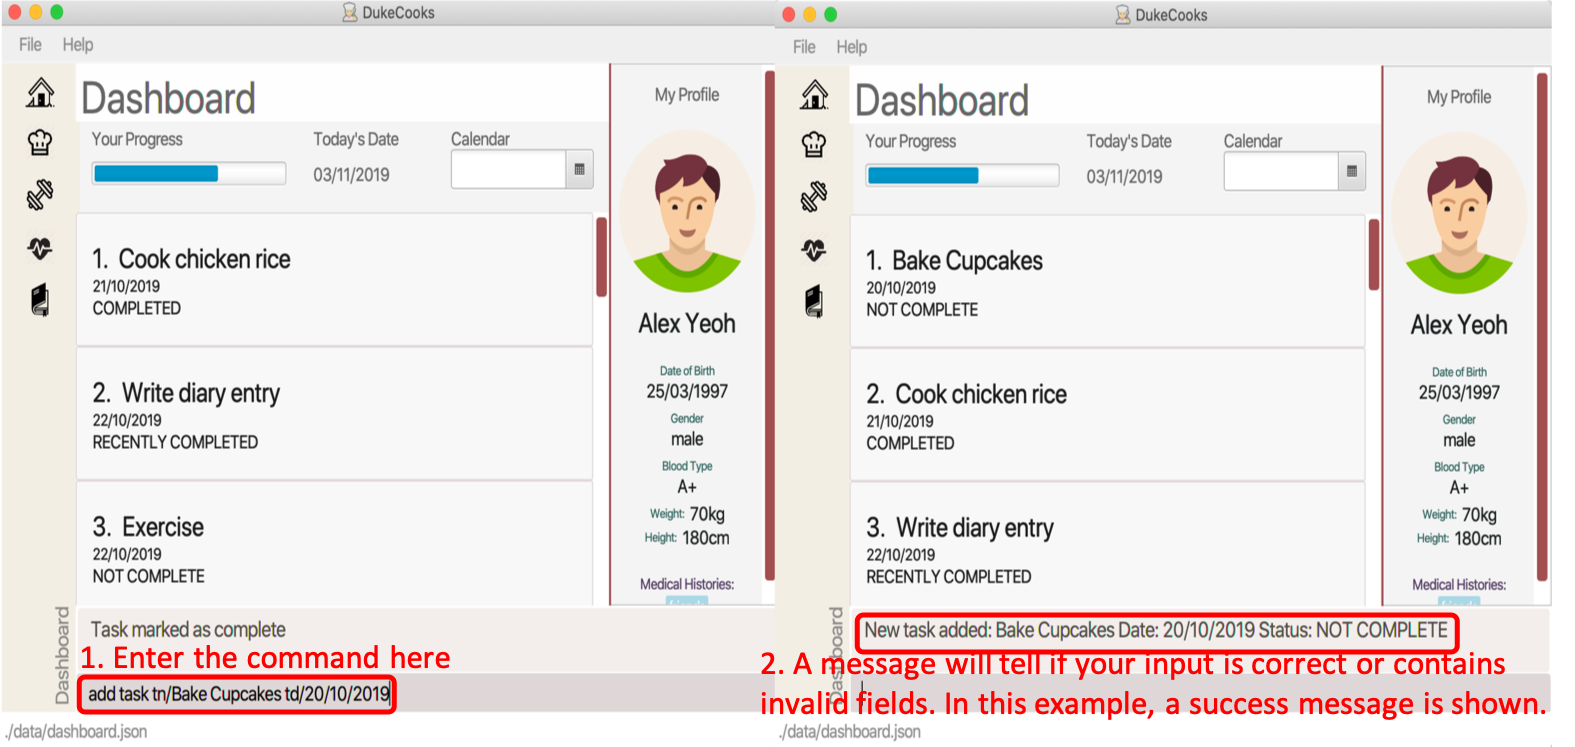 DukeCooks
File Help
Dashboard
Your Progress
Today's Date
03/11/2019
Calendar
1. Cook chicken rice
21/10/2019
COMPLETED
2. Write diary entry
22/10/2019
RECENTLY COMPLETED
3. Exercise
22/10/2019
NOT COMPLETE
My Profile
Alex Yeoh
Date of Birth
25/03/1997
Gender
male
Blood Type
A+
Weight: 70kg
Height: 180cm
Medical Histories:
Dashboard
Task marked as complete
1. Enter the command here
add task tn/Bake Cupcakes td/20/10/2019
./data/dashboard.json
DukeCooks
File Help
Dashboard
Your Progress
Today's Date
03/11/2019
Calendar
1. Bake Cupcakes
20/10/2019
NOT COMPLETE
2. Cook chicken rice
21/10/2019
COMPLETED
3. Write diary entry
22/10/2019
RECENTLY COMPLETED
My Profile
Alex Yeoh
Date of Birth
25/03/1997
Gender
male
Blood Type
A+
Weight: 70kg
Height: 180cm
Medical Histories:
Dashboard
New task added: Bake Cupcakes Date: 20/10/2019 Status: NOT COMPLETE
2. A message will tell if your input is correct or contains
invalid fields. In this example, a success message is shown.
./data/dashboard.json